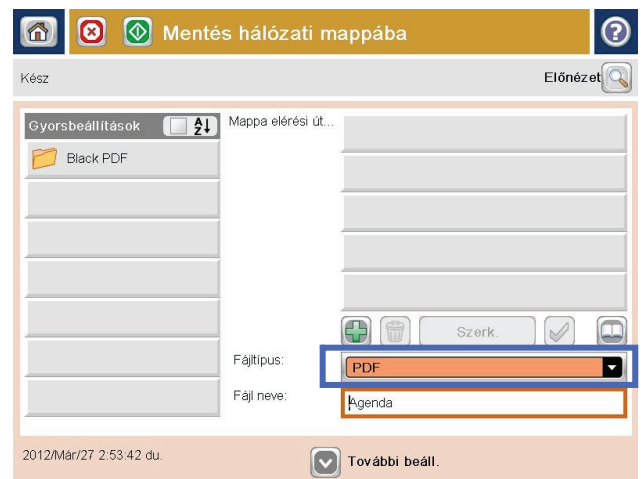 Mentés hálózati mappába
?
Kész
Előnézet
Gyorsbeállítások
Mappa elérési út...
Black PDF
Szerk.
Fájltípus:
PDF
Fájl neve:
Agenda
2012/Már/27 2:53:42 du.
További beáll.